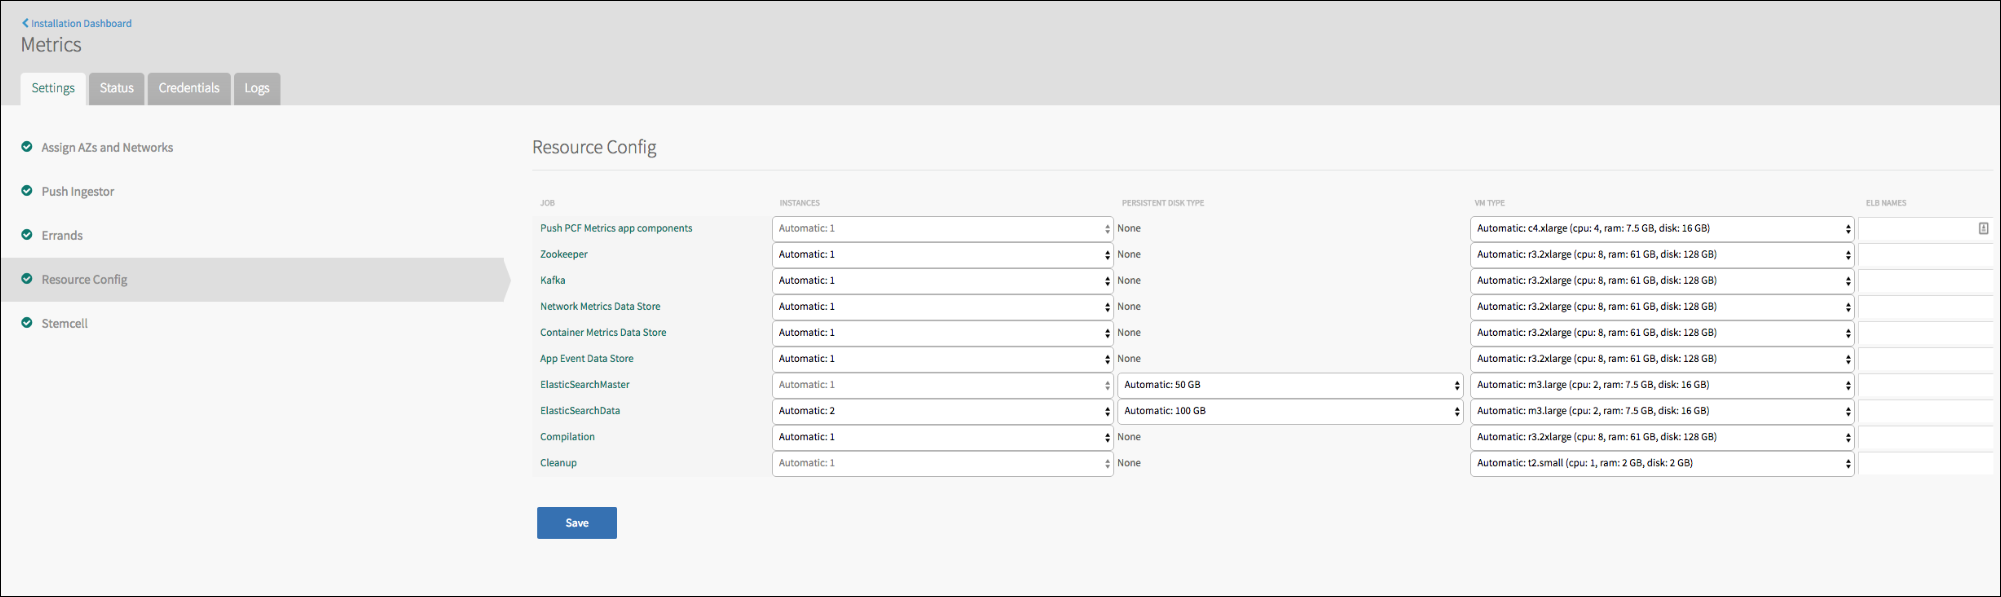 Installation Dashboard
Metrics
Settings Status Credentials Logs
Assign AZs and Networks
Push Ingestor
Errands
Resource Config
Stemcell
Resource Config
JOB INSTANCES PERSISTENT DISK TYPE VM TYPE ELB NAMES
Push PCF Metrics app components Automatic: 1 None Automatic: c4.xlarge (cpu: 4, ram: 7.5 GB, disk: 16 GB)
Zookeeper Automatic: 1 None Automatic: r3.2xlarge (cpu: 8, ram: 61 GB, disk: 128 GB)
Kafka Automatic: 1 None Automatic: r3.2xlarge (cpu: 8, ram: 61 GB, disk: 128 GB)
Network Metrics Data Store Automatic: 1 None Automatic: r3.2xlarge (cpu: 8, ram: 61 GB, disk: 128 GB)
Container Metrics Data Store Automatic: 1 None Automatic: r3.2xlarge (cpu: 8, ram: 61 GB, disk: 128 GB)
App Event Data Store Automatic: 1 None Automatic: r3.2xlarge (cpu: 8, ram: 61 GB, disk: 128 GB)
ElasticSearchMaster Automatic: 1 Automatic: 50 GB Automatic: m3.large (cpu: 2, ram: 7.5 GB, disk: 16 GB)
ElasticSearchData Automatic: 2 Automatic: 100 GB Automatic: m3.large (cpu: 2, ram: 7.5 GB, disk: 16 GB)
Compilation Automatic: 1 None Automatic: r3.2xlarge (cpu: 8, ram: 61 GB, disk: 128 GB)
Cleanup Automatic: 1 None Automatic: t2.small (cpu: 1, ram: 2 GB, disk: 2 GB)
Save